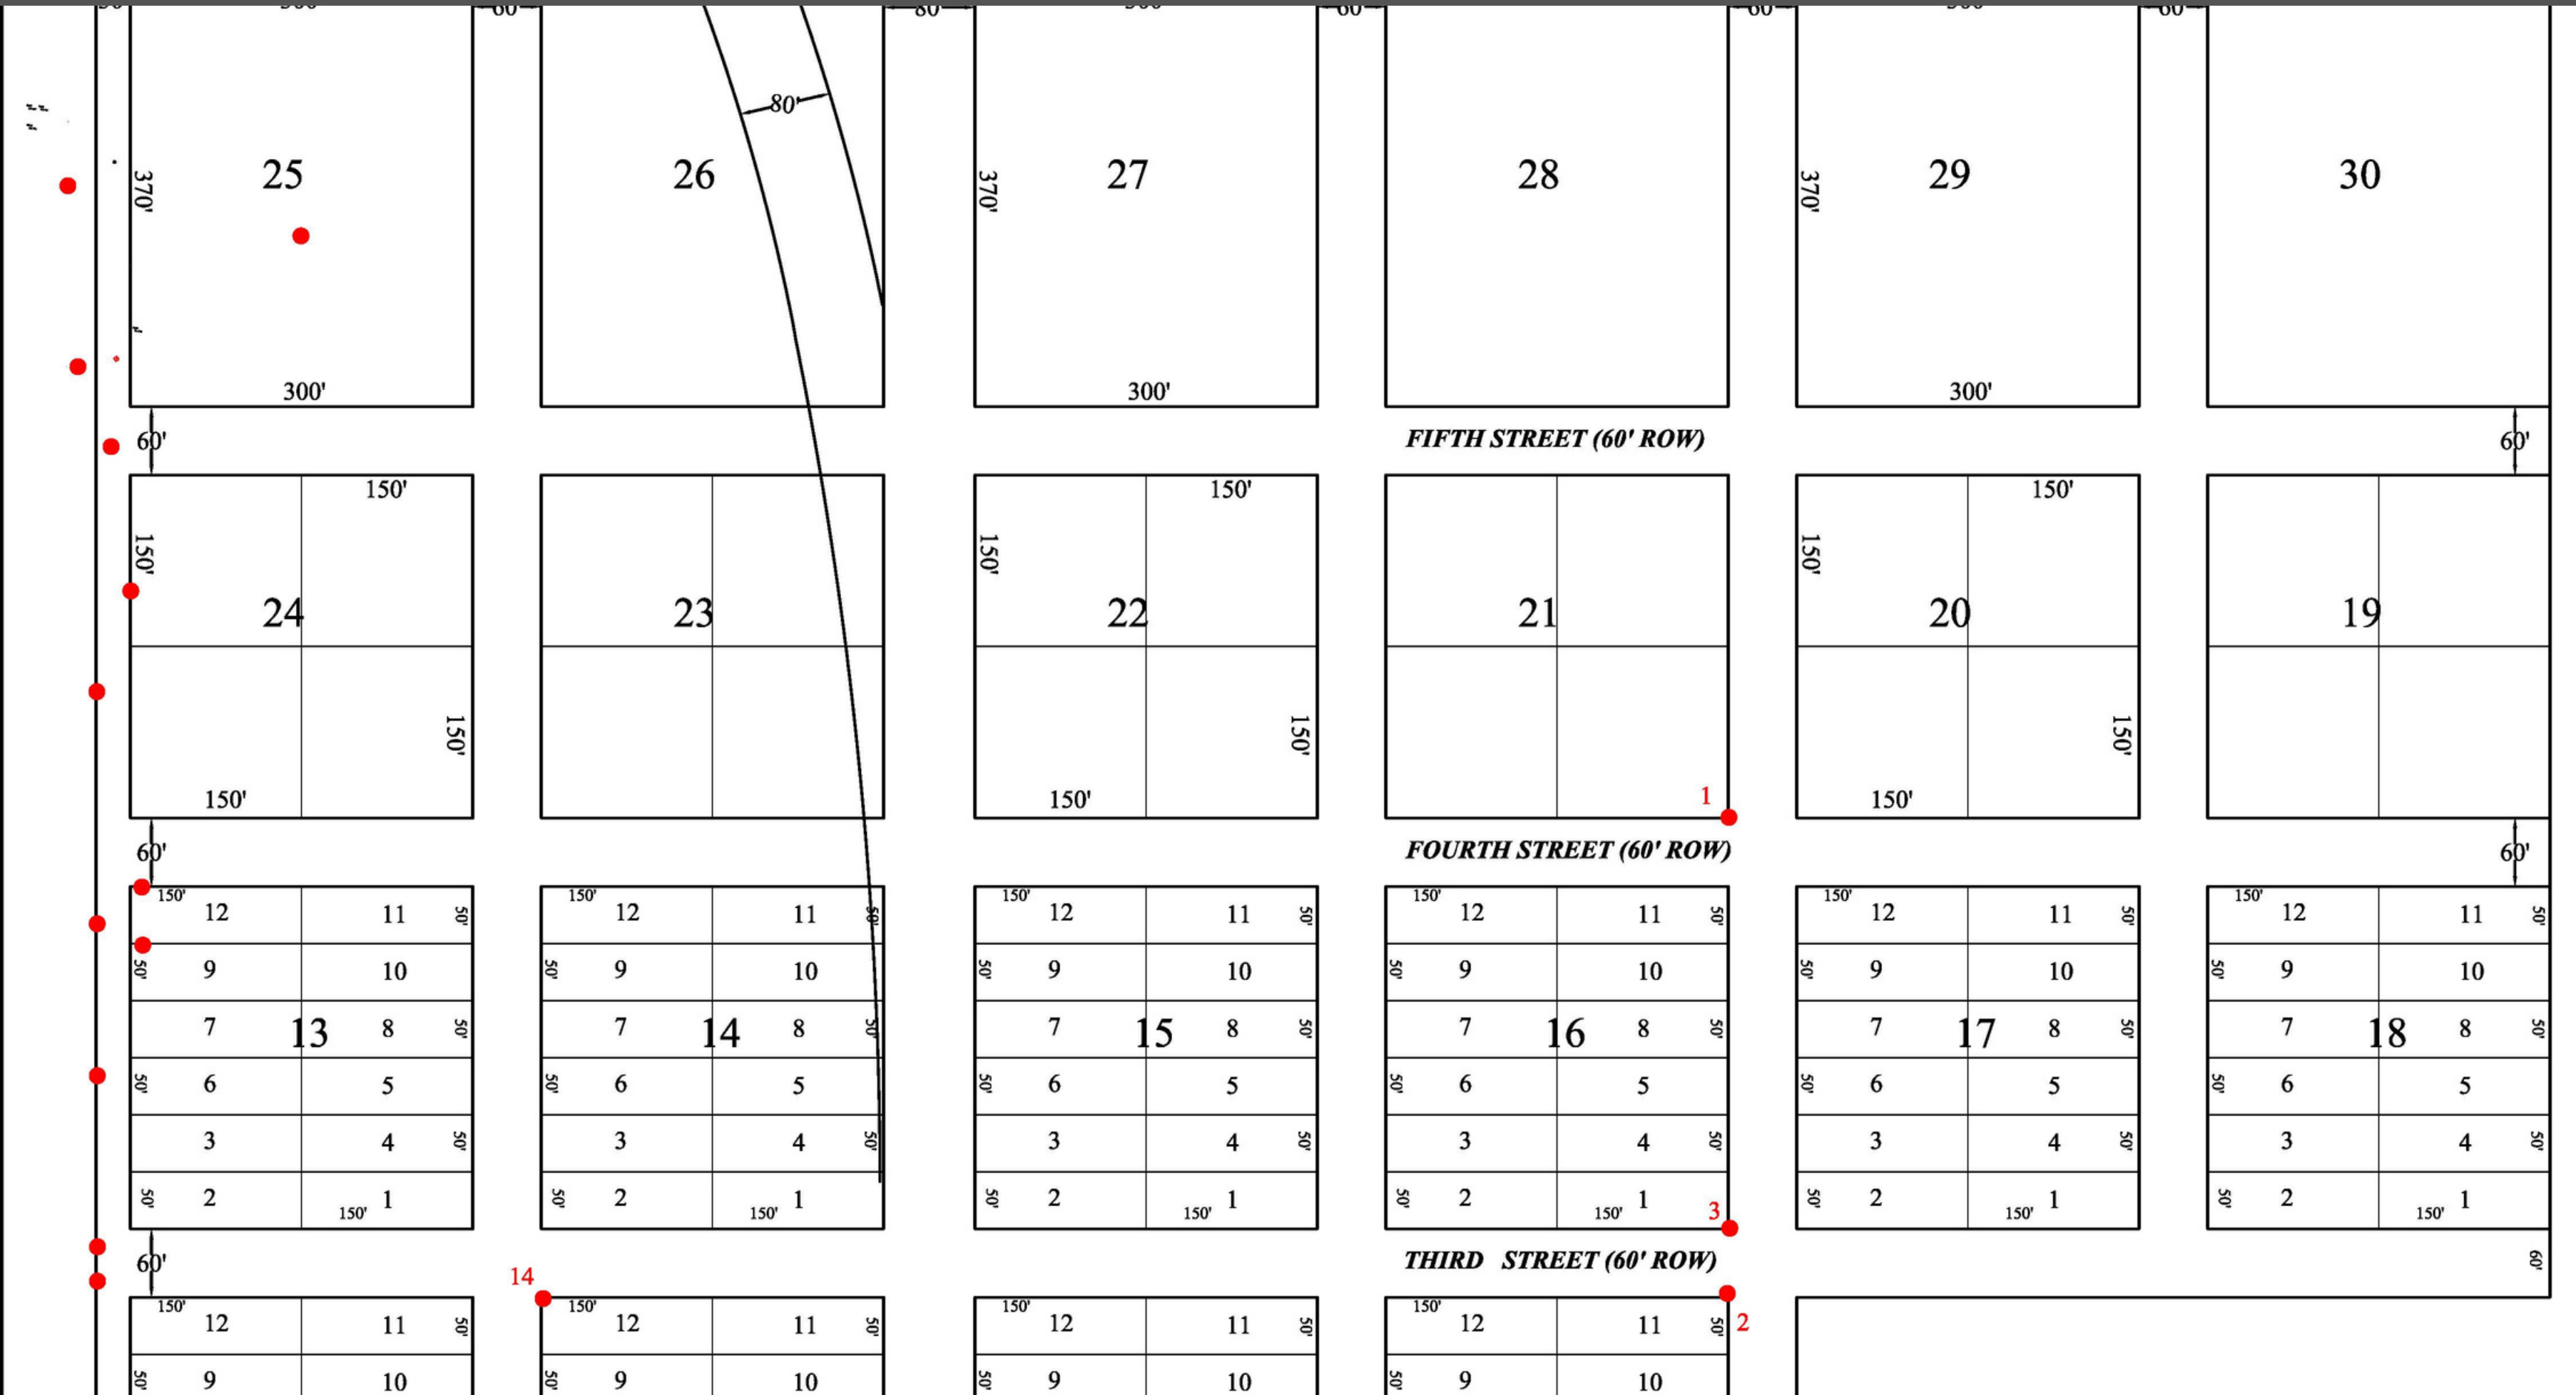 60' 80' 60' 60' 60'
80'
25 26 27 28 29 30
370' 370' 370'
300' 300' 300'
60' FIFTH STREET (60' ROW) 60'
150' 150' 150'
150' 150' 150'
24 23 22 21 20 19
150' 150' 150'
150' 150' 150' 1
60' FOURTH STREET (60' ROW) 60'
150' 150' 150' 150' 150' 150'
12 11 50' 12 11 50' 12 11 50' 12 11 50' 12 11 50' 12 11 50'
50' 9 10 50' 9 10 50' 9 10 50' 9 10 50' 9 10 50' 9 10
7 13 8 50' 7 14 8 50' 7 15 8 50' 7 16 8 50' 7 17 8 50' 7 18 8 50'
50' 6 5 50' 6 5 50' 6 5 50' 6 5 50' 6 5 50' 6 5
3 4 50' 3 4 50' 3 4 50' 3 4 50' 3 4 50' 3 4 50'
50' 2 1 50' 2 1 50' 2 1 50' 2 1 3 50' 2 1 50' 2 1
150' 150' 150' 150' 150' 150'
60' THIRD STREET (60' ROW) 60'
14
150' 150' 150' 150'
12 11 50' 12 11 50' 12 11 50' 12 11 50' 2
50' 9 10 50' 9 10 50' 9 10 50' 9 10